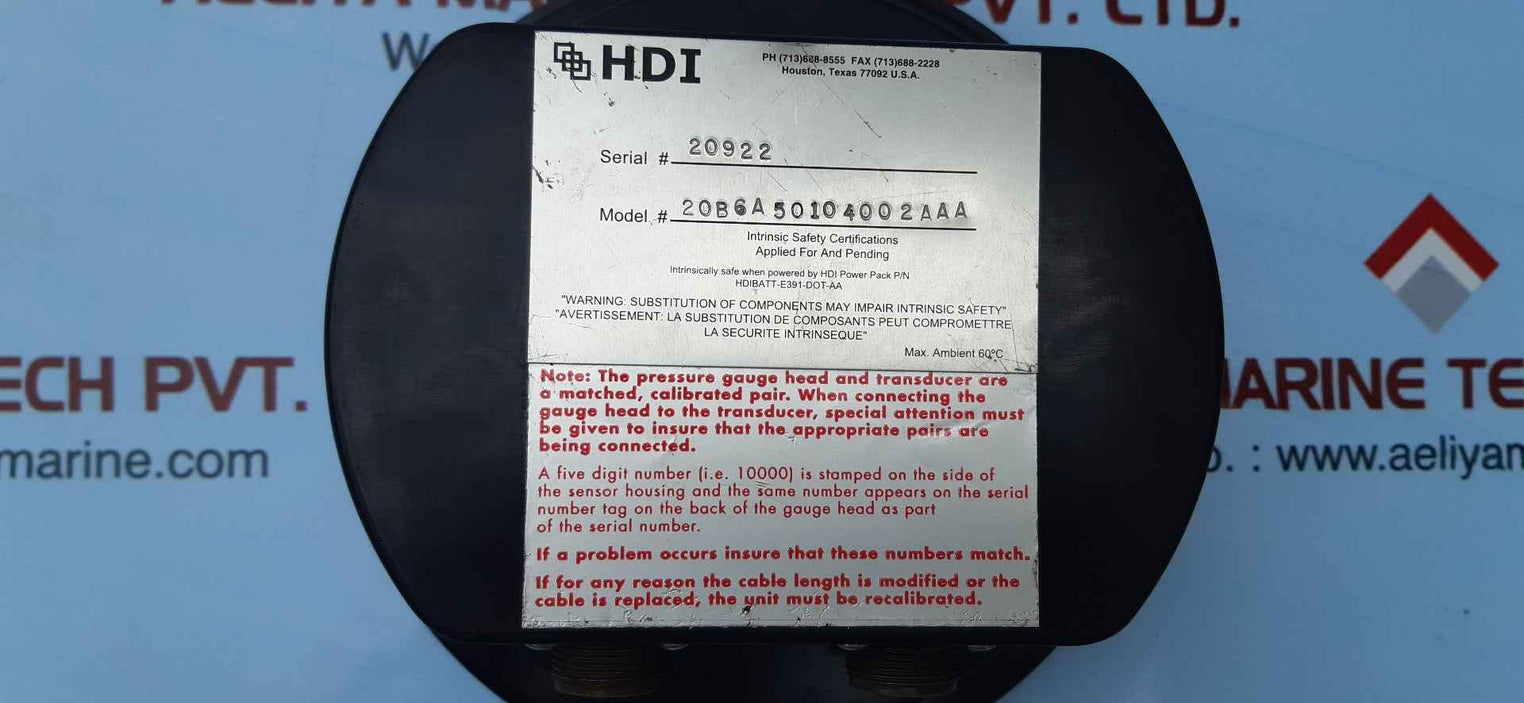 PVT. LTD.
HDI
PH (713)688-8555 FAX (713)688-2228
Houston, Texas 77092 U.S.A.
Serial # 20922
Model # 20B6A50104002AAA
Intrinsic Safety Certifications
Applied For And Pending
Intrinsically safe when powered by HDI Power Pack P/N
HDIBATT-E391-DOT-AA
"WARNING: SUBSTITUTION OF COMPONENTS MAY IMPAIR INTRINSIC SAFETY"
"AVERTISSEMENT: LA SUBSTITUTION DE COMPOSANTS PEUT COMPROMETTRE
LA SECURITE INTRINSEQUE"
Max. Ambient 60ºC
Note: The pressure gauge head and transducer are
a matched, calibrated pair. When connecting the
gauge head to the transducer, special attention must
be given to insure that the appropriate pairs are
being connected.
A five digit number (i.e. 10000) is stamped on the side of
the sensor housing and the same number appears on the serial
number tag on the back of the gauge head as part
of the serial number.
If a problem occurs insure that these numbers match.
If for any reason the cable length is modified or the
cable is replaced, the unit must be recalibrated.
ECH PVT.
marine.com
MARINE TE
: www.aeliyam